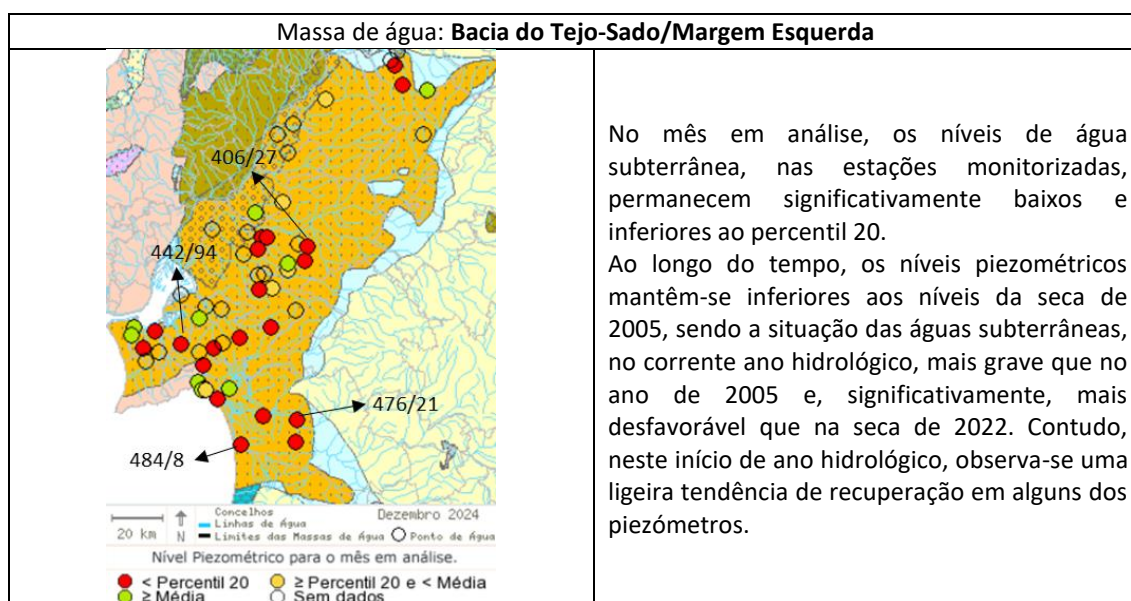 Massa de água: Bacia do Tejo-Sado/Margem Esquerda
406/27
442/94
476/21
484/8
Concelhos
Dezembro 2024
Linhas de Água
20 km N Limites das Massas de Água Ponto de Água
Nível Piezométrico para o mês em análise.
< Percentil 20 ≥ Percentil 20 e < Média
≥ Média Sem dados
No mês em análise, os níveis de água
subterrânea, nas estações monitorizadas,
permanecem significativamente baixos e
inferiores ao percentil 20.
Ao longo do tempo, os níveis piezométricos
mantêm-se inferiores aos níveis da seca de
2005, sendo a situação das águas subterrâneas,
no corrente ano hidrológico, mais grave que no
ano de 2005 e, significativamente, mais
desfavorável que na seca de 2022. Contudo,
neste início de ano hidrológico, observa-se uma
ligeira tendência de recuperação em alguns dos
piezómetros.